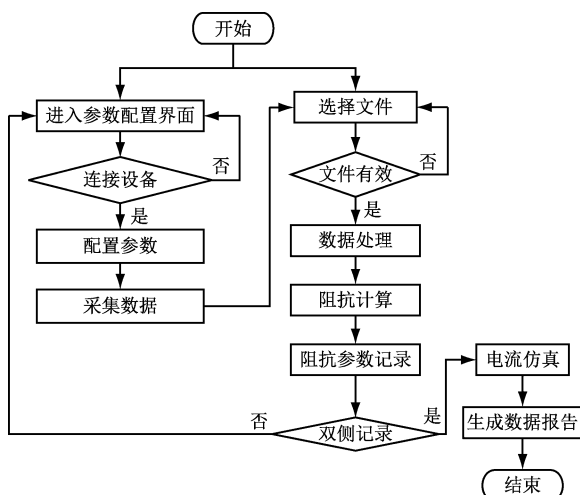 开始
进入参数配置界面
选择文件
否
否
连接设备
文件有效
是
是
配置参数
数据处理
采集数据
阻抗计算
阻抗参数记录
电流仿真
否
是
双侧记录
生成数据报告
结束